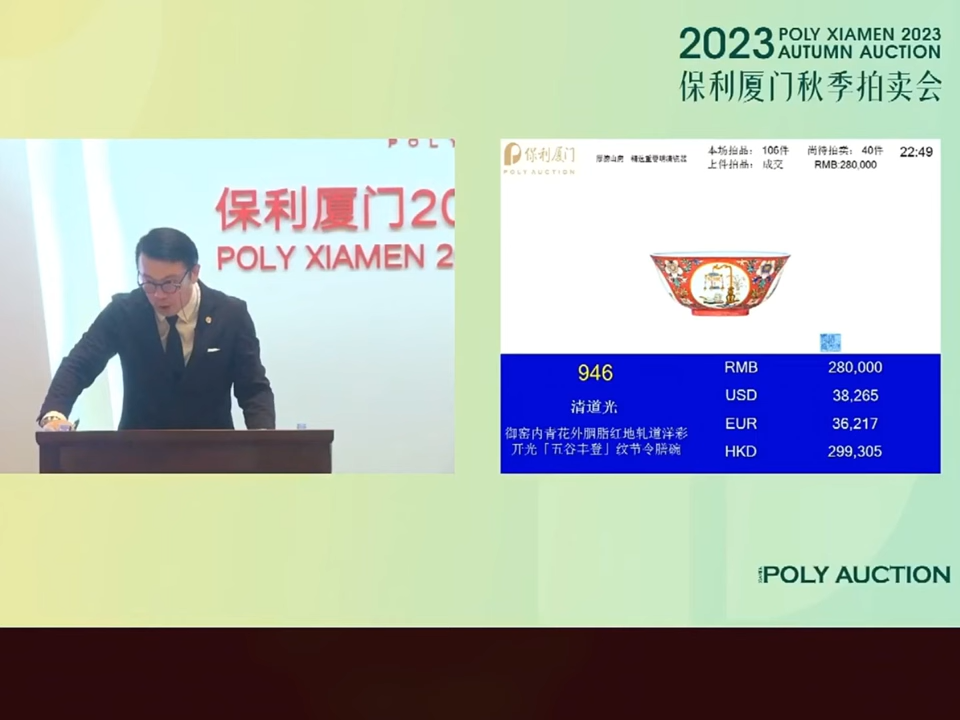 2023 POLY XIAMEN 2023
AUTUMN AUCTION
保利厦门秋季拍卖会
POLY
保利厦门20
POLY XIAMEN 2
保利厦门
POLY AUCTION
本场拍品： 106件
尚待拍卖： 40件
22:49
上件拍品： 成交
RMB:280,000
946
清道光
御窑内青花外胭脂红地轧道洋彩
开光「五谷丰登」纹节令膳碗
RMB 280,000
USD 38,265
EUR 36,217
HKD 299,305
POLY AUCTION